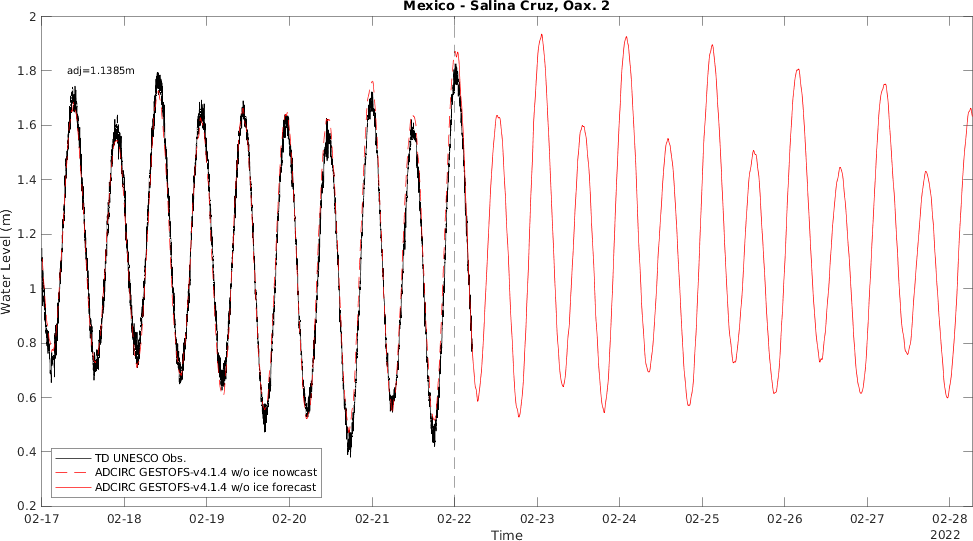 Mexico - Salina Cruz, Oax. 2
2
1.8
1.6
1.4
1.2
1
0.8
0.6
0.4
0.2
Water Level (m)
adj=1.1385m
TD UNESCO Obs.
ADCIRC GESTOFS-v4.1.4 w/o ice nowcast
ADCIRC GESTOFS-v4.1.4 w/o ice forecast
02-17 02-18 02-19 02-20 02-21 02-22 02-23 02-24 02-25 02-26 02-27 02-28
2022
Time